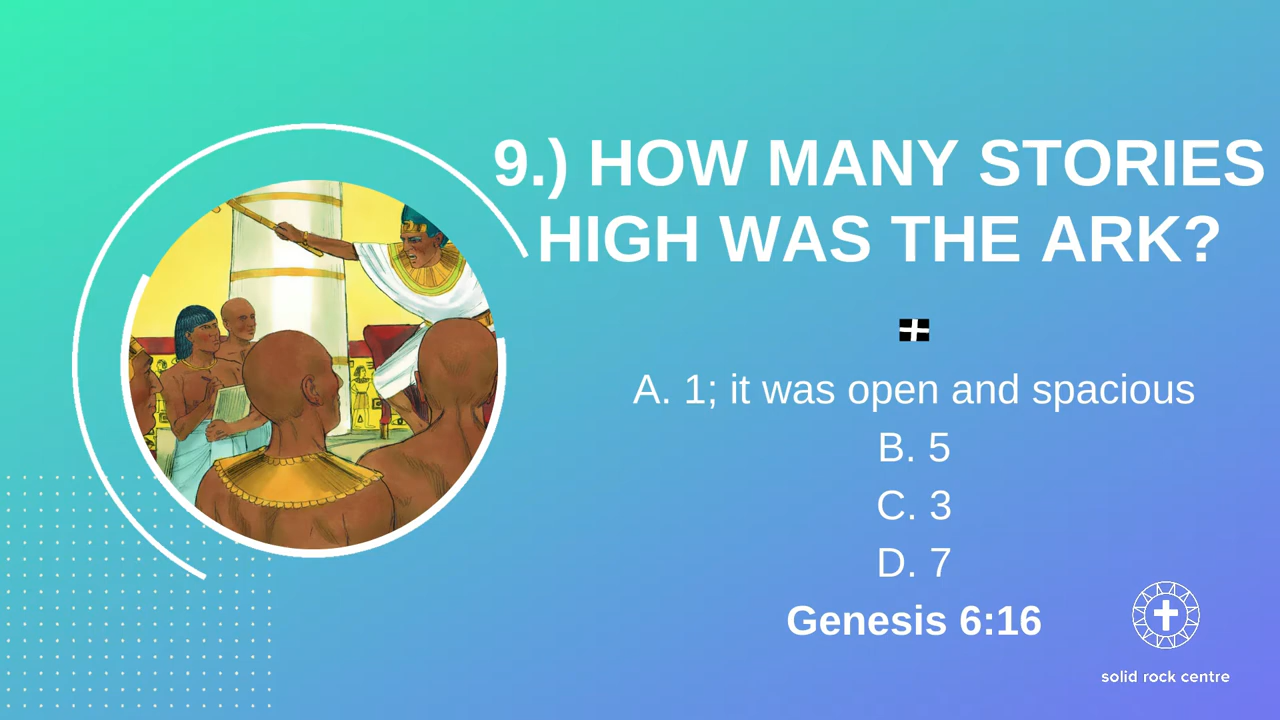 9.) HOW MANY STORIES
HIGH WAS THE ARK?
A. 1; it was open and spacious
B. 5
C. 3
D. 7
Genesis 6:16
solid rock centre